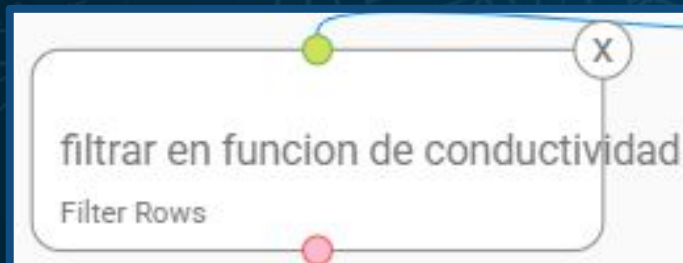 X
filtrar en funcion de conductividad
Filter Rows